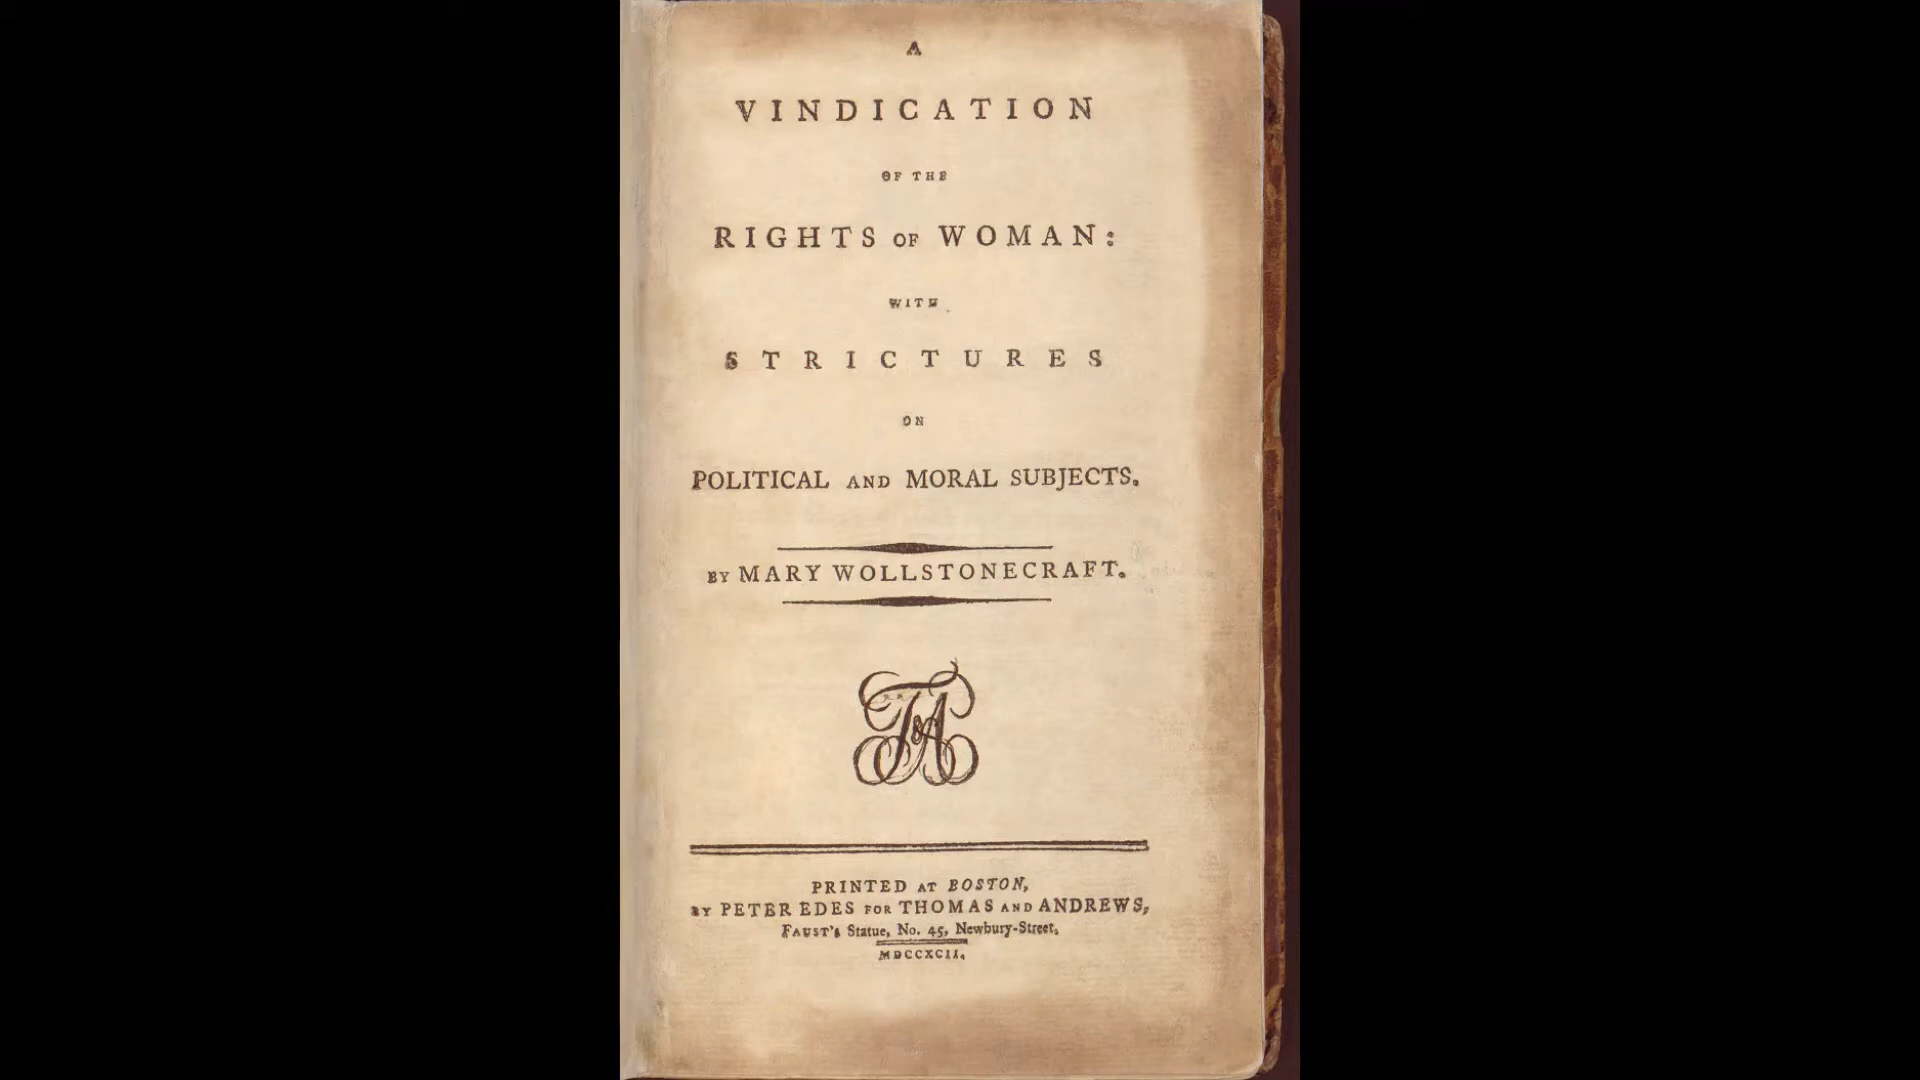 A
VINDICATION
OF THE
RIGHTS OF WOMAN:
WITH
STRICTURES
ON
POLITICAL AND MORAL SUBJECTS.
BY MARY WOLLSTONECRAFT.
T&A
PRINTED AT BOSTON,
BY PETER EDES FOR THOMAS AND ANDREWS,
FAUST'S Statue, No. 45, Newbury-Street,
MDCCXCII.